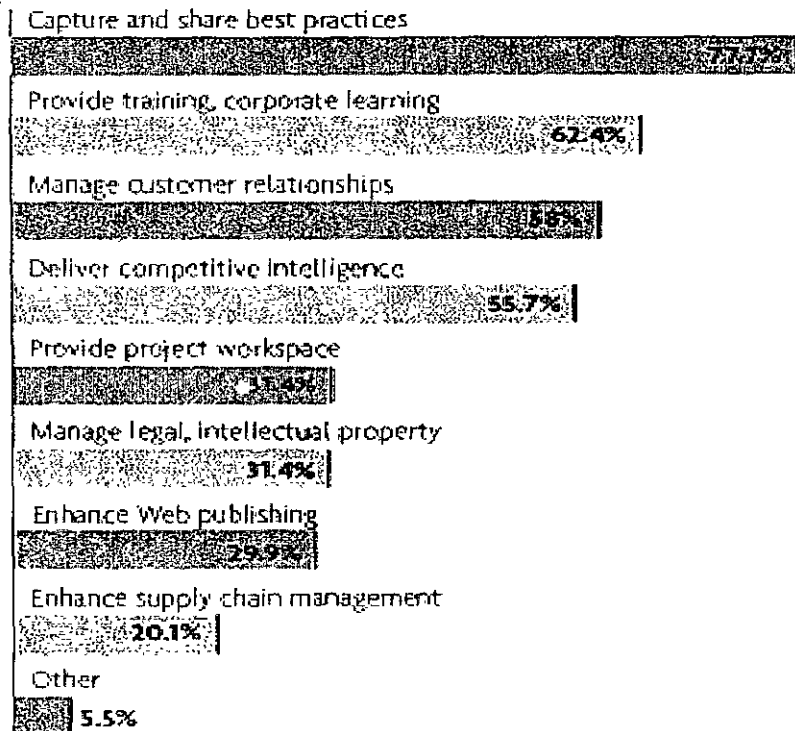 Capture and share best practices
77.7%
Provide training, corporate learning
62.4%
Manage customer relationships
58%
Deliver competitive intelligence
55.7%
Provide project workspace
31.4%
Manage legal, intellectual property
31.4%
Enhance Web publishing
29.9%
Enhance supply chain management
20.1%
Other
5.5%